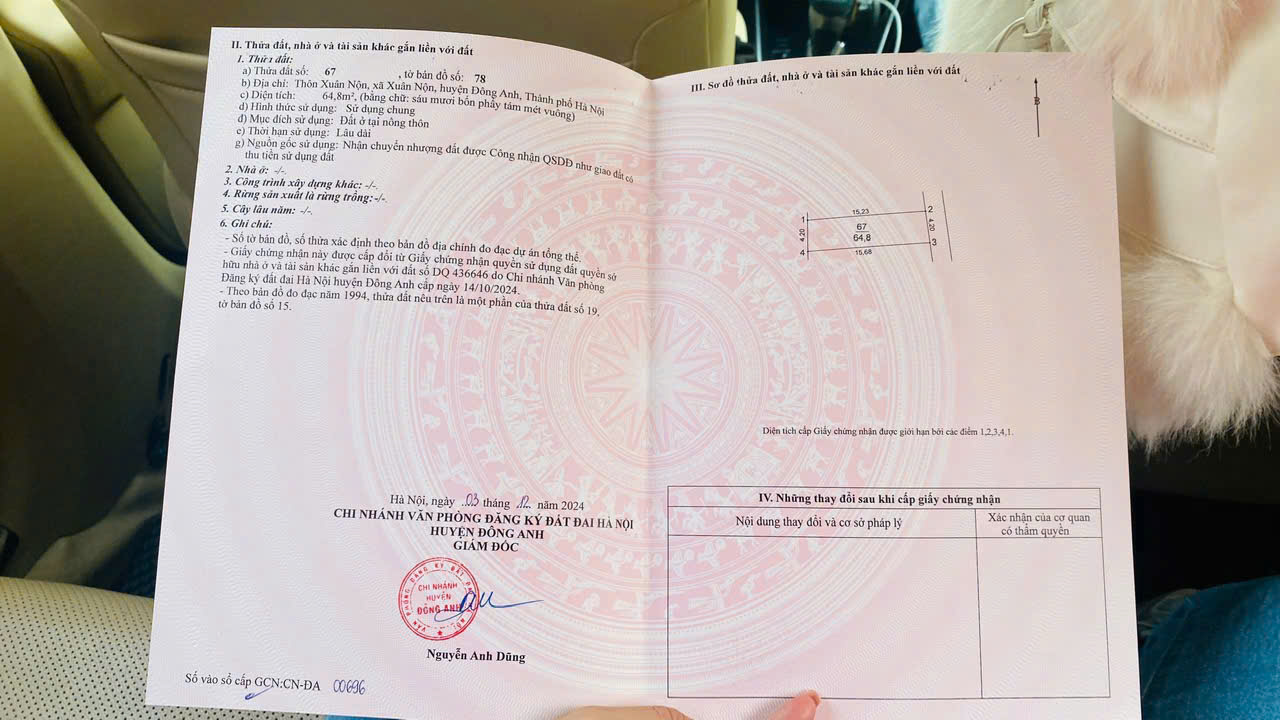 II. Thửa đất, nhà ở và tài sản khác gắn liền với đất
1. Thửa đất:
a) Thửa đất số: 67 , tờ bản đồ số: 78
b) Địa chỉ: Thôn Xuân Nộn, xã Xuân Nộn, huyện Đông Anh, Thành phố Hà Nội
c) Diện tích: 64,8m², (bằng chữ: sáu mươi bốn phẩy tám mét vuông)
d) Hình thức sử dụng: Sử dụng chung
đ) Mục đích sử dụng: Đất ở tại nông thôn
e) Thời hạn sử dụng: Lâu dài
g) Nguồn gốc sử dụng: Nhận chuyển nhượng đất được Công nhận QSDĐ như giao đất có
thu tiền sử dụng đất
2. Nhà ở: -/-.
3. Công trình xây dựng khác: -/-.
4. Rừng sản xuất là rừng trồng:-/-.
5. Cây lâu năm: -/-.
6. Ghi chú:
- Số tờ bản đồ, số thửa xác định theo bản đồ địa chính đo đạc dự án tổng thể.
- Giấy chứng nhận này được cấp đổi từ Giấy chứng nhận quyền sử dụng đất quyền sở
hữu nhà ở và tài sản khác gắn liền với đất số DQ 436646 do Chi nhánh Văn phòng
Đăng ký đất đai Hà Nội huyện Đông Anh cấp ngày 14/10/2024.
- Theo bản đồ đo đạc năm 1994, thửa đất nêu trên là một phần của thửa đất số 19,
tờ bản đồ số 15.
Hà Nội, ngày 03 tháng 12 năm 2024
CHI NHÁNH VĂN PHÒNG ĐĂNG KÝ ĐẤT ĐAI HÀ NỘI
HUYỆN ĐÔNG ANH
GIÁM ĐỐC
CHI NHÁNH
HUYỆN
ĐÔNG ANH
Nguyễn Anh Dũng
Số vào sổ cấp GCN:CN-ĐA 00696
III. Sơ đồ thửa đất, nhà ở và tài sản khác gắn liền với đất
B
1 15,23 2
4,20 67 4,20
64,8
4 15,68 3
Diện tích cấp Giấy chứng nhận được giới hạn bởi các điểm 1,2,3,4,1.
IV. Những thay đổi sau khi cấp giấy chứng nhận
Nội dung thay đổi và cơ sở pháp lý
Xác nhận của cơ quan
có thẩm quyền